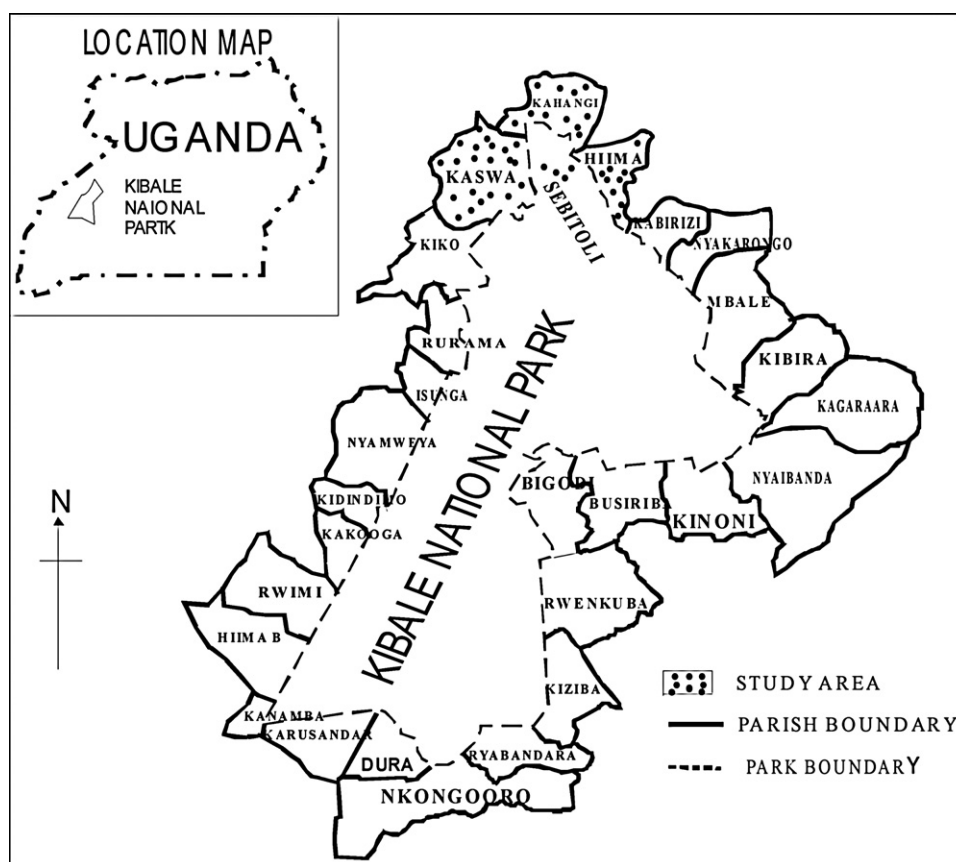 LOCATION MAP
UGANDA
KIBALE
NAIONAL
PARTK
KAHANGI
HIIMA
KASWA
SEBITOLI
KABIRIZI
KIKO
NYAKARONGO
MBALE
RURAMA
KIBIRA
ISUNGA
KAGARAARA
KIBALE NATIONAL PARK
NYAMWEYA
NYAIBANDA
BIGODI
BUSIRIBA
KINONI
KIDINDIMO
N
KAKOOGA
RWIMI
RWENKUBA
HIIMA B
KIZIBA
STUDY AREA
KANAMBA
KARUSANDAR
PARISH BOUNDARY
DURA
RYABANDARA
PARK BOUNDARY
NKONGOORO